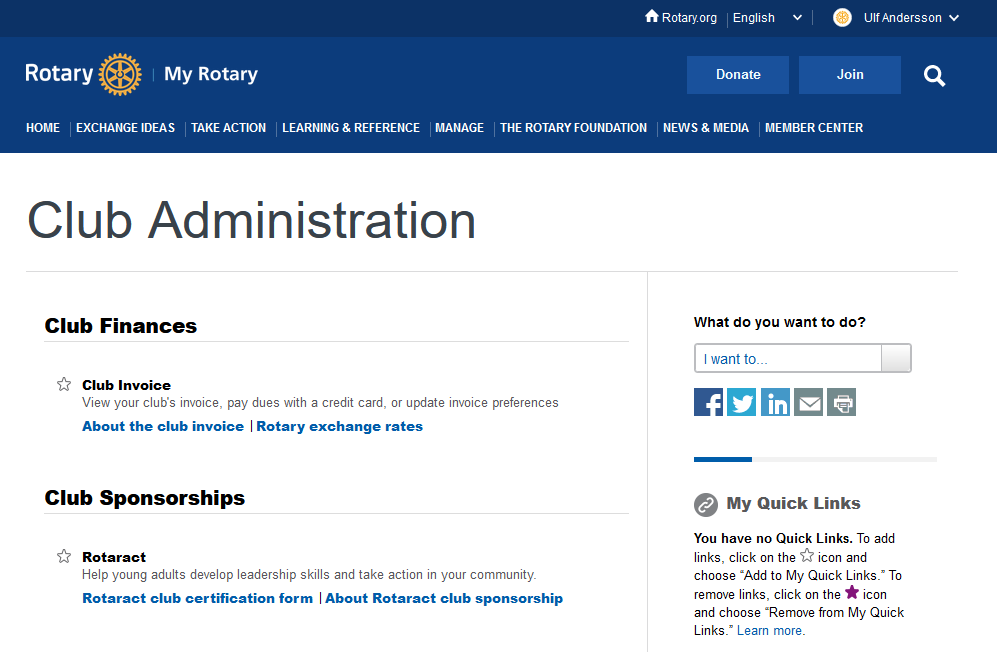 Rotary.org English Ulf Andersson
Rotary My Rotary Donate Join
HOME EXCHANGE IDEAS TAKE ACTION LEARNING & REFERENCE MANAGE THE ROTARY FOUNDATION NEWS & MEDIA MEMBER CENTER
Club Administration
Club Finances
Club Invoice
View your club's invoice, pay dues with a credit card, or update invoice preferences
About the club invoice | Rotary exchange rates
Club Sponsorships
Rotaract
Help young adults develop leadership skills and take action in your community.
Rotaract club certification form | About Rotaract club sponsorship
What do you want to do?
I want to...
My Quick Links
You have no Quick Links. To add
links, click on the ☆ icon and
choose “Add to My Quick Links.” To
remove links, click on the ★ icon
and choose “Remove from My Quick
Links.” Learn more.